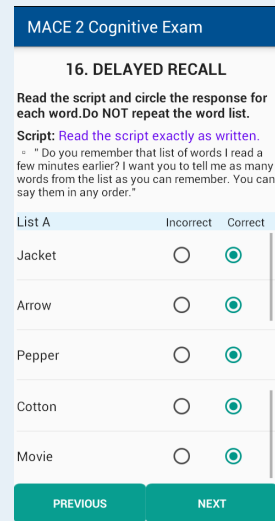 MACE 2 Cognitive Exam
16. DELAYED RECALL
Read the script and circle the response for
each word.Do NOT repeat the word list.
Script: Read the script exactly as written.
◦ “ Do you remember that list of words I read a
few minutes earlier? I want you to tell me as many
words from the list as you can remember. You can
say them in any order.”
List A Incorrect Correct
Jacket
Arrow
Pepper
Cotton
Movie
PREVIOUS NEXT